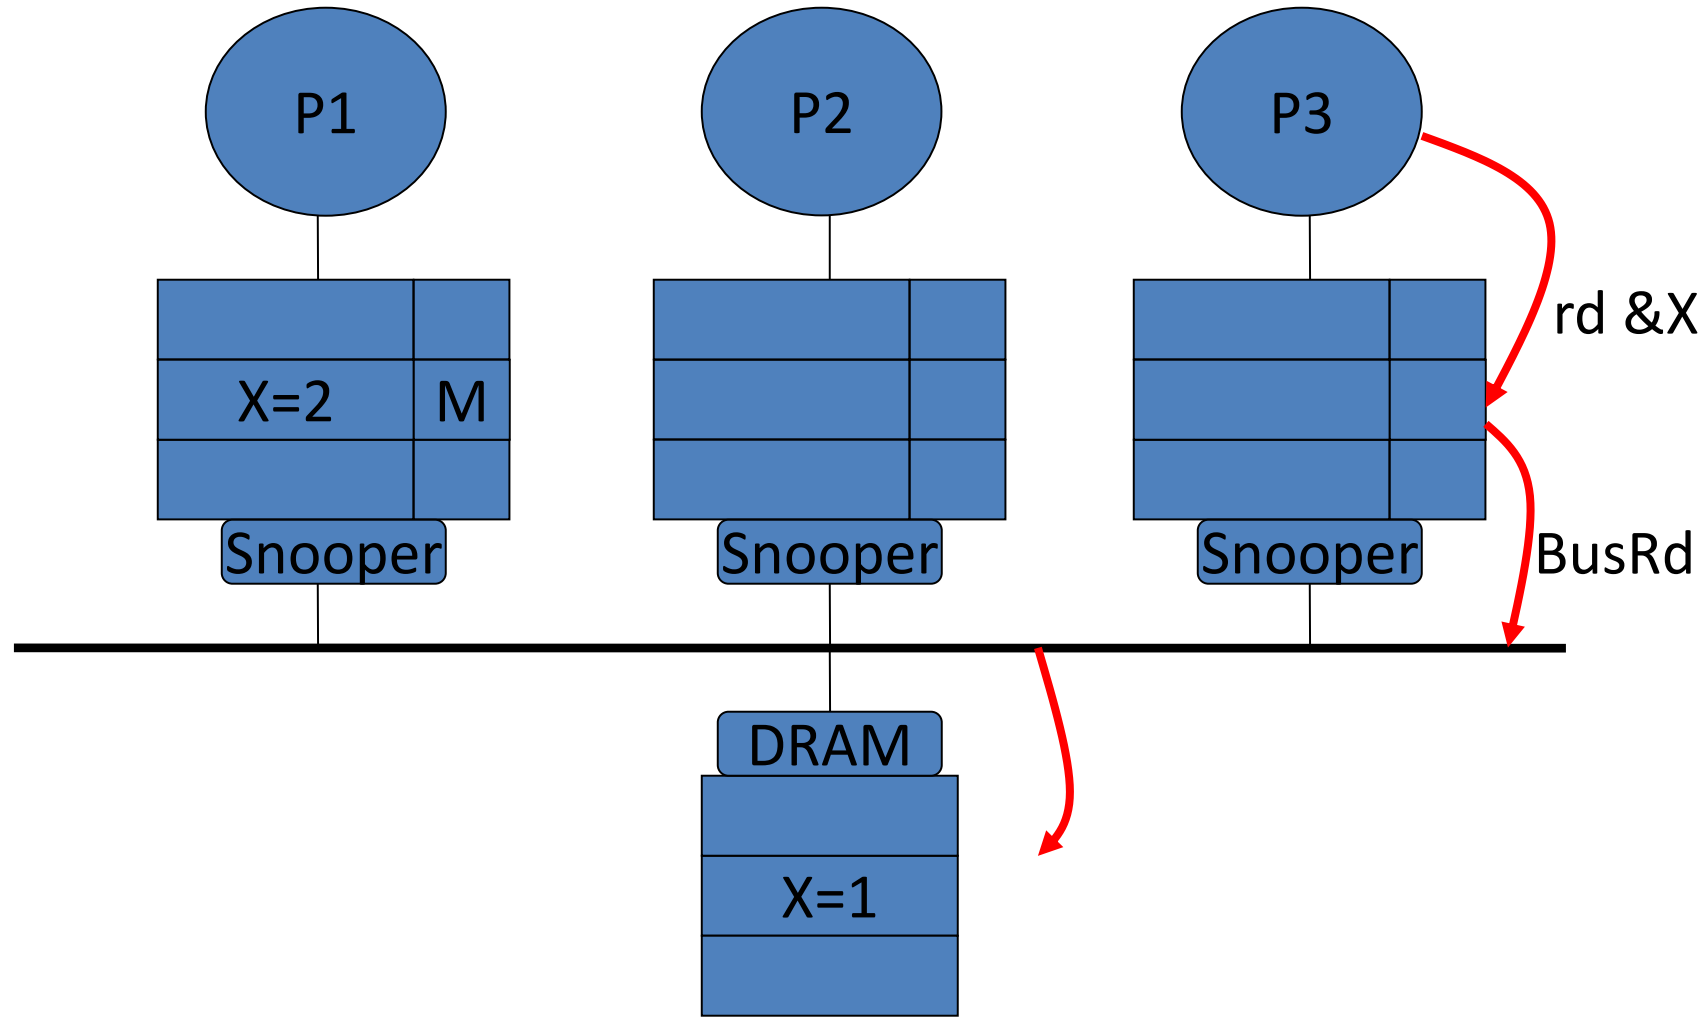 P1
P2
P3
rd &X
X=2
M
Snooper
Snooper
Snooper
BusRd
DRAM
X=1